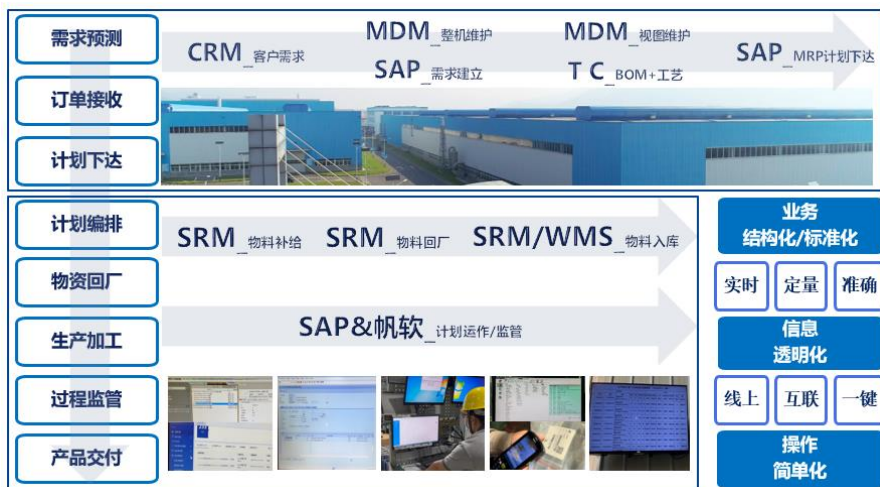 需求预测
订单接收
计划下达
CRM_客户需求
MDM_整机维护
SAP_需求建立
MDM_视图维护
T C_BOM+工艺
SAP_MRP计划下达
计划编排
物资回厂
生产加工
过程监管
产品交付
SRM_物料补给
SRM_物料回厂
SRM/WMS_物料入库
SAP&帆软_计划运作/监管
业务
结构化/标准化
实时 定量 准确
信息
透明化
线上 互联 一键
操作
简单化